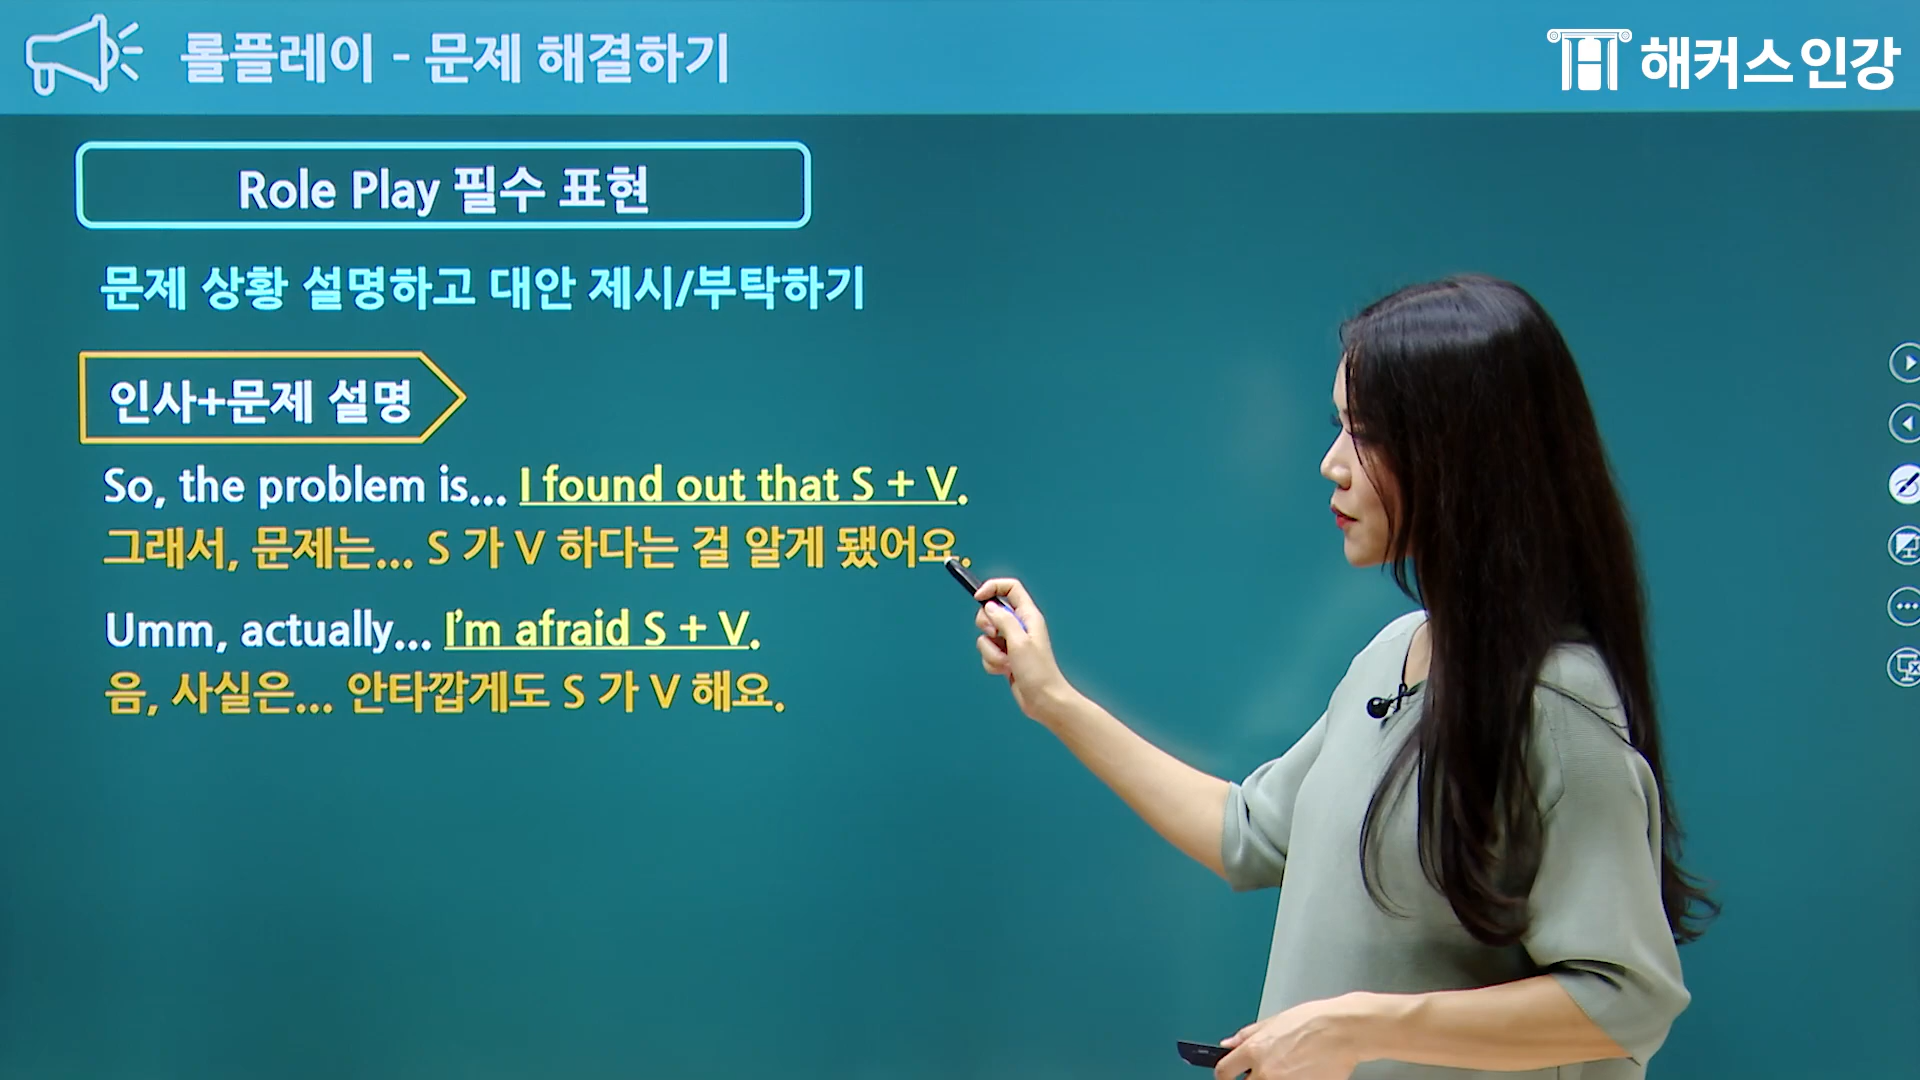 롤플레이 - 문제 해결하기
해커스인강
Role Play 필수 표현
문제 상황 설명하고 대안 제시/부탁하기
인사+문제 설명
So, the problem is... I found out that S + V.
그래서, 문제는... S 가 V 하다는 걸 알게 됐어요.
Umm, actually... I'm afraid S + V.
음, 사실은... 안타깝게도 S 가 V 해요.